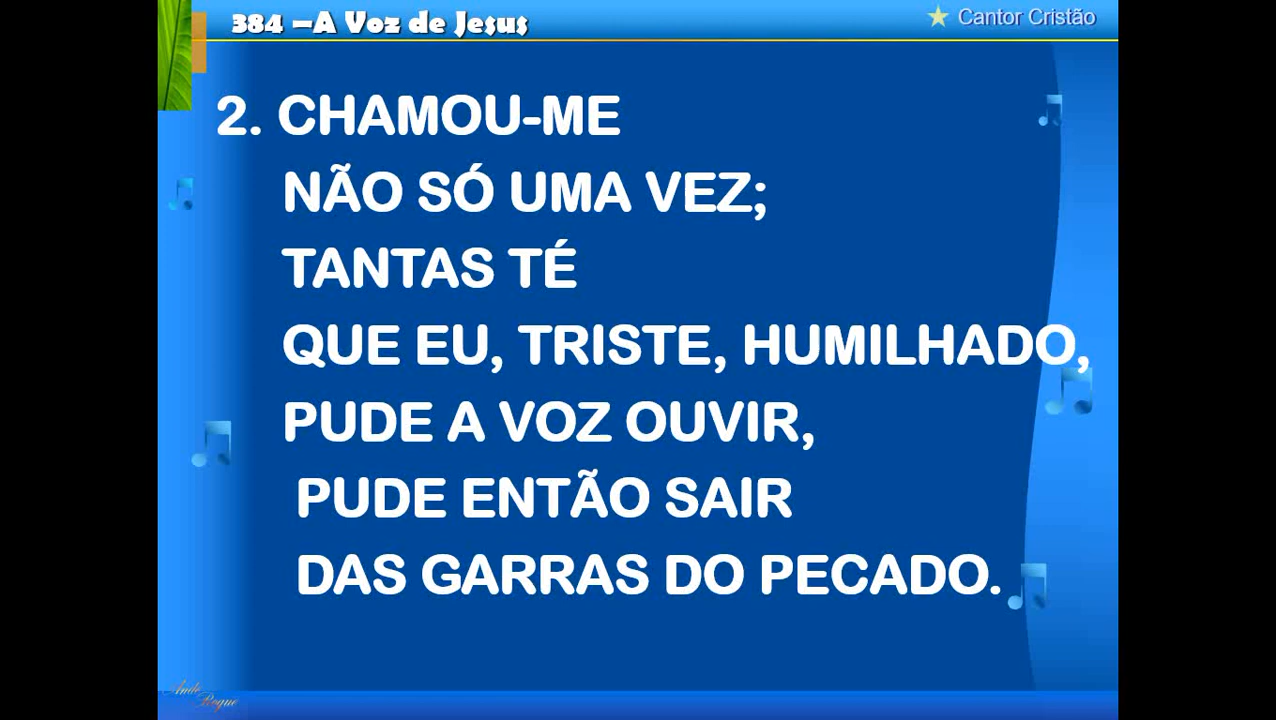 384 –A Voz de Jesus
Cantor Cristão
2. CHAMOU-ME
NÃO SÓ UMA VEZ;
TANTAS TÉ
QUE EU, TRISTE, HUMILHADO,
PUDE A VOZ OUVIR,
PUDE ENTÃO SAIR
DAS GARRAS DO PECADO.
Roque